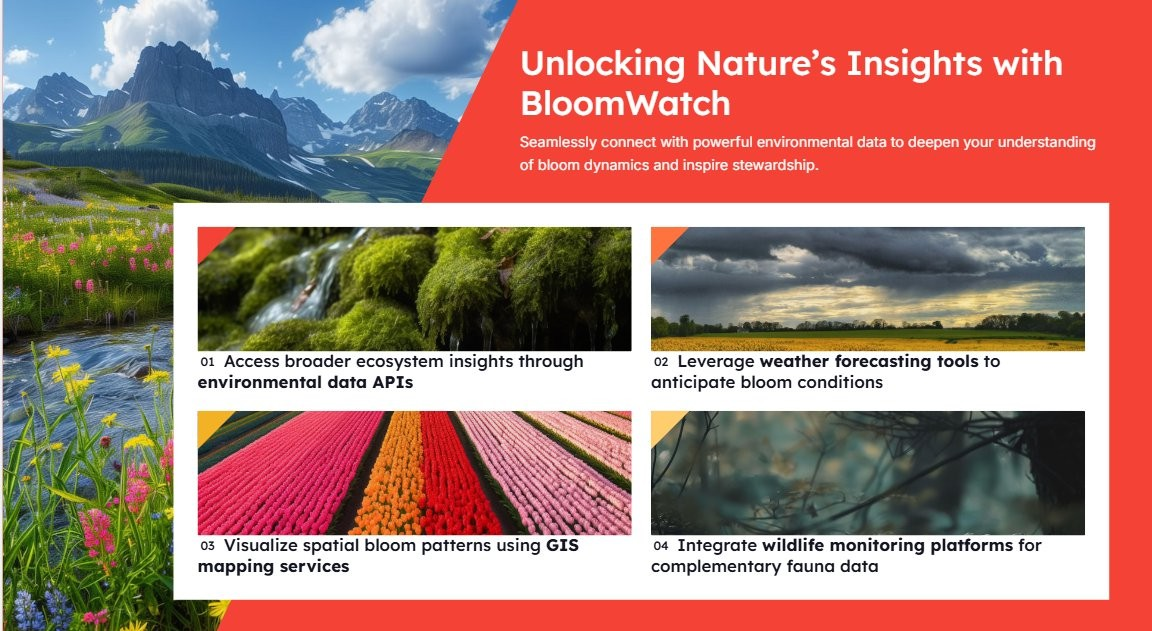 Unlocking Nature’s Insights with
BloomWatch
Seamlessly connect with powerful environmental data to deepen your understanding
of bloom dynamics and inspire stewardship.
01 Access broader ecosystem insights through
environmental data APIs
02 Leverage weather forecasting tools to
anticipate bloom conditions
03 Visualize spatial bloom patterns using GIS
mapping services
04 Integrate wildlife monitoring platforms for
complementary fauna data